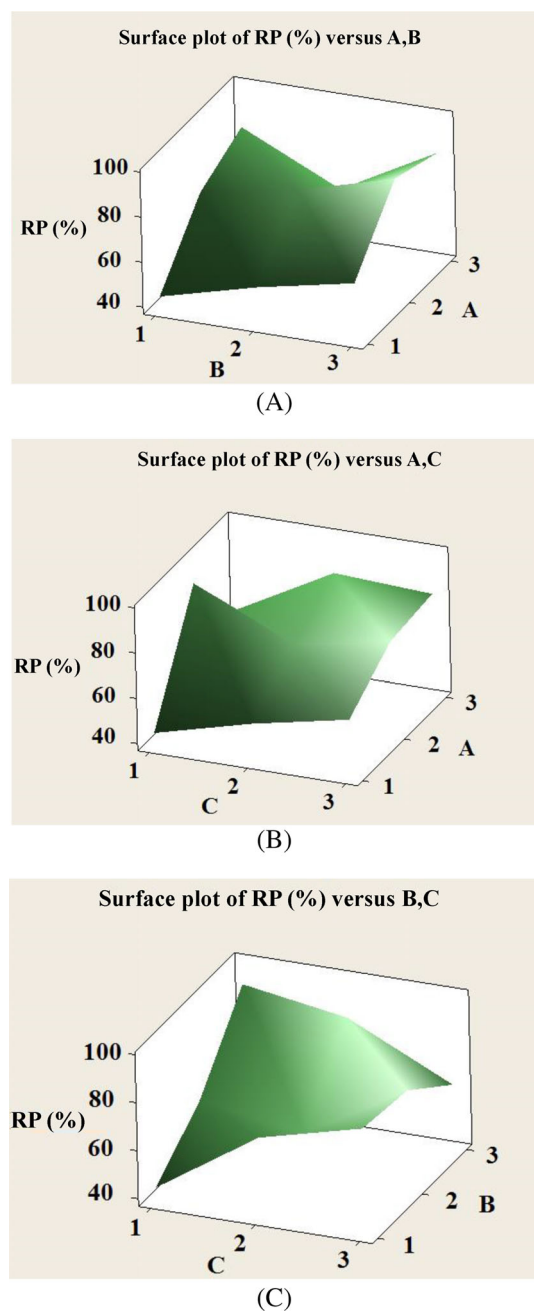 Surface plot of RP (%) versus A,B
100
80
RP (%)
60
40
1
2
3
B
1
2
3
A
(A)
Surface plot of RP (%) versus A,C
100
80
RP (%)
60
40
1
2
3
C
1
2
3
A
(B)
Surface plot of RP (%) versus B,C
100
80
RP (%)
60
40
1
2
3
C
1
2
3
B
(C)